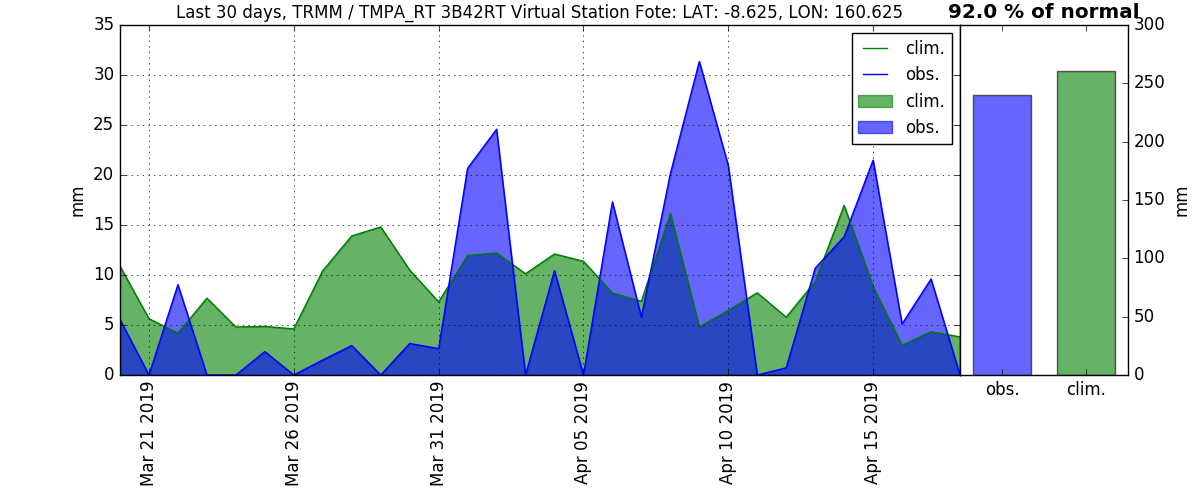 Last 30 days, TRMM / TMPA_RT 3B42RT Virtual Station Fote: LAT: -8.625, LON: 160.625
92.0 % of normal
35
30
25
20
15
10
5
0
mm
clim.
obs.
clim.
obs.
300
250
200
150
100
50
0
mm
Mar 21 2019
Mar 26 2019
Mar 31 2019
Apr 05 2019
Apr 10 2019
Apr 15 2019
obs.
clim.